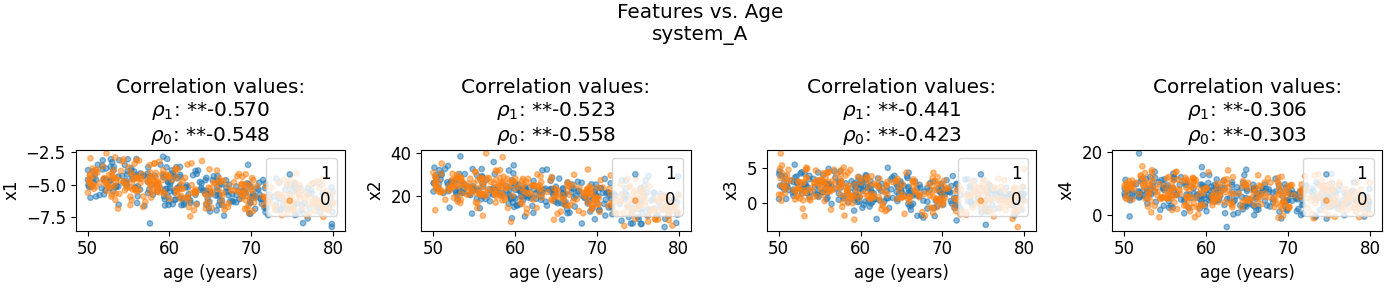 Features vs. Age
system_A
Correlation values:
ρ₁: **-0.570
ρ₀: **-0.548
Correlation values:
ρ₁: **-0.523
ρ₀: **-0.558
Correlation values:
ρ₁: **-0.441
ρ₀: **-0.423
Correlation values:
ρ₁: **-0.306
ρ₀: **-0.303
x1
−2.5
−5.0
−7.5
1
0
50 60 70 80
age (years)
x2
40
20
1
0
50 60 70 80
age (years)
x3
5
0
1
0
50 60 70 80
age (years)
x4
20
0
1
0
50 60 70 80
age (years)